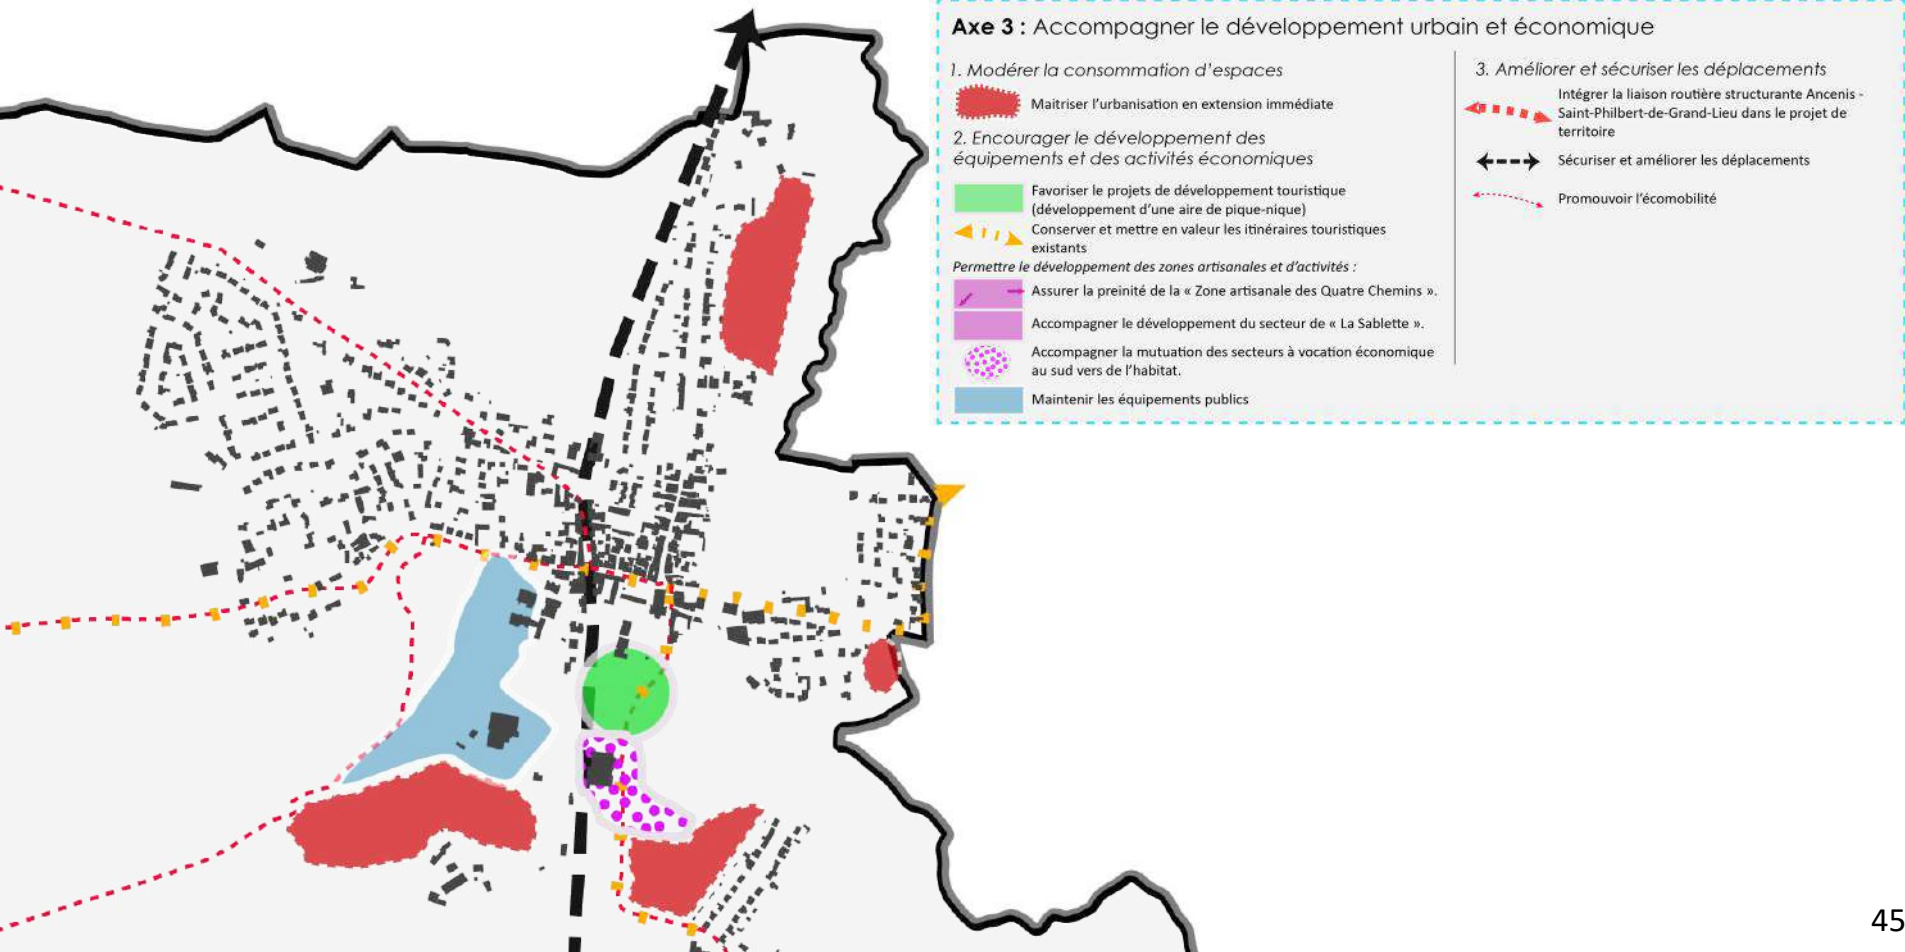 Axe 3 : Accompagner le développement urbain et économique
1. Modérer la consommation d'espaces
Maitriser l'urbanisation en extension immédiate
2. Encourager le développement des
équipements et des activités économiques
Favoriser le projets de développement touristique
(développement d'une aire de pique-nique)
Conserver et mettre en valeur les itinéraires touristiques
existants
Permettre le développement des zones artisanales et d'activités :
Assurer la preinité de la « Zone artisanale des Quatre Chemins ».
Accompagner le développement du secteur de « La Sablette ».
Accompagner la mutuation des secteurs à vocation économique
au sud vers de l'habitat.
Maintenir les équipements publics
3. Améliorer et sécuriser les déplacements
Intégrer la liaison routière structurante Ancenis -
Saint-Philbert-de-Grand-Lieu dans le projet de
territoire
Sécuriser et améliorer les déplacements
Promouvoir l'écomobilité
45